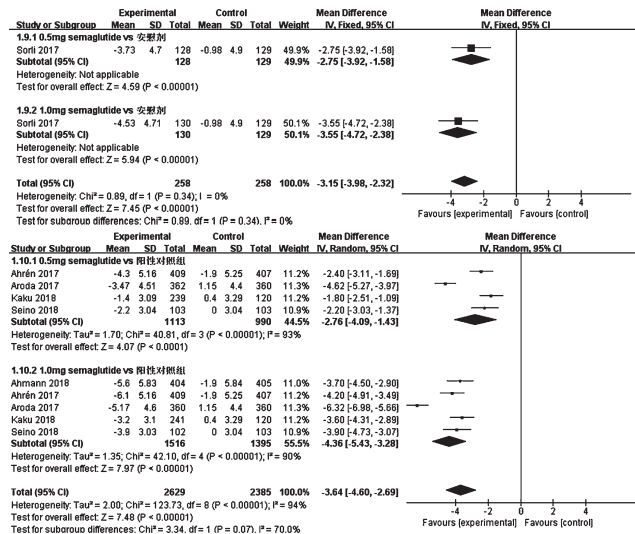 Experimental Control Mean Difference Mean Difference
Study or Subgroup Mean SD Total Mean SD Total Weight IV, Fixed, 95% CI IV, Fixed, 95% CI
1.9.1 0.5mg semaglutide vs 安慰剂
Sorli 2017 -3.73 4.7 128 -0.98 4.9 129 49.9% -2.75 [-3.92, -1.58]
Subtotal (95% CI) 128 129 49.9% -2.75 [-3.92, -1.58]
Heterogeneity: Not applicable
Test for overall effect: Z = 4.59 (P < 0.00001)
1.9.2 1.0mg semaglutide vs 安慰剂
Sorli 2017 -4.53 4.71 130 -0.98 4.9 129 50.1% -3.55 [-4.72, -2.38]
Subtotal (95% CI) 130 129 50.1% -3.55 [-4.72, -2.38]
Heterogeneity: Not applicable
Test for overall effect: Z = 5.94 (P < 0.00001)
Total (95% CI) 258 258 100.0% -3.15 [-3.98, -2.32]
Heterogeneity: Chi² = 0.89, df = 1 (P = 0.34); I = 0%
Test for overall effect: Z = 7.45 (P < 0.00001)
Test for subgroup differences: Chi² = 0.89. df = 1 (P = 0.34). I² = 0%
-4 -2 0 2 4
Favours [experimental] Favours [control]
Experimental Control Mean Difference Mean Difference
Study or Subgroup Mean SD Total Mean SD Total Weight IV, Random, 95% CI IV, Random, 95% CI
1.10.1 0.5mg semaglutide vs 阳性对照组
Ahrén 2017 -4.3 5.16 409 -1.9 5.25 407 11.2% -2.40 [-3.11, -1.69]
Aroda 2017 -3.47 4.51 362 1.15 4.4 360 11.2% -4.62 [-5.27, -3.97]
Kaku 2018 -1.4 3.09 239 0.4 3.29 120 11.2% -1.80 [-2.51, -1.09]
Seino 2018 -2.2 3.04 103 0 3.04 103 11.0% -2.20 [-3.03, -1.37]
Subtotal (95% CI) 1113 990 44.5% -2.76 [-4.09, -1.43]
Heterogeneity: Tau² = 1.70; Chi² = 40.81, df = 3 (P < 0.00001); I² = 93%
Test for overall effect: Z = 4.07 (P < 0.0001)
1.10.2 1.0mg semaglutide vs 阳性对照组
Ahmann 2018 -5.6 5.83 404 -1.9 5.84 405 11.0% -3.70 [-4.50, -2.90]
Ahrén 2017 -6.1 5.16 409 -1.9 5.25 407 11.2% -4.20 [-4.91, -3.49]
Aroda 2017 -5.17 4.6 360 1.15 4.4 360 11.2% -6.32 [-6.98, -5.66]
Kaku 2018 -3.2 3.1 241 0.4 3.29 120 11.2% -3.60 [-4.31, -2.89]
Seino 2018 -3.9 3.03 102 0 3.04 103 11.0% -3.90 [-4.73, -3.07]
Subtotal (95% CI) 1516 1395 55.5% -4.36 [-5.43, -3.28]
Heterogeneity: Tau² = 1.35; Chi² = 42.10, df = 4 (P < 0.00001); I² = 90%
Test for overall effect: Z = 7.97 (P < 0.00001)
Total (95% CI) 2629 2385 100.0% -3.64 [-4.60, -2.69]
Heterogeneity: Tau² = 2.00; Chi² = 123.73, df = 8 (P < 0.00001); I² = 94%
Test for overall effect: Z = 7.48 (P < 0.00001)
Test for subgroup differences: Chi² = 3.34. df = 1 (P = 0.07). I² = 70.0%
-4 -2 0 2 4
Favours [experimental] Favours [control]